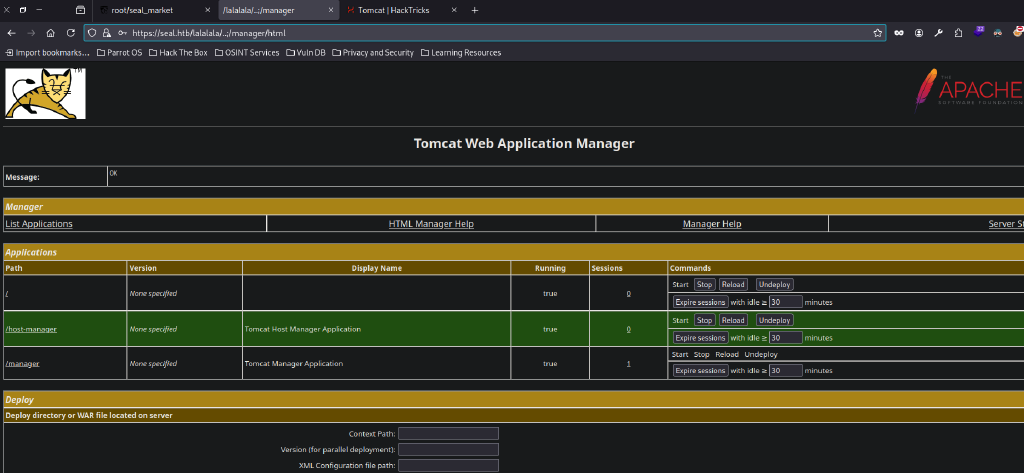 root/seal_market
/lalalala/..;/manager
Tomcat | HackTricks
https://seal.htb/lalalala/..;/manager/html
22
Import bookmarks...
Parrot OS
Hack The Box
OSINT Services
Vuln DB
Privacy and Security
Learning Resources
TM
THE
APACHE
SOFTWARE FOUNDATION
Tomcat Web Application Manager
Message: OK
Manager
List Applications HTML Manager Help Manager Help Server St
Applications
Path Version Display Name Running Sessions Commands
/ None specified true 0 Start Stop Reload Undeploy
Expire sessions with idle ≥ 30 minutes
/host-manager None specified Tomcat Host Manager Application true 0 Start Stop Reload Undeploy
Expire sessions with idle ≥ 30 minutes
/manager None specified Tomcat Manager Application true 1 Start Stop Reload Undeploy
Expire sessions with idle ≥ 30 minutes
Deploy
Deploy directory or WAR file located on server
Context Path:
Version (for parallel deployment):
XML Configuration file path: